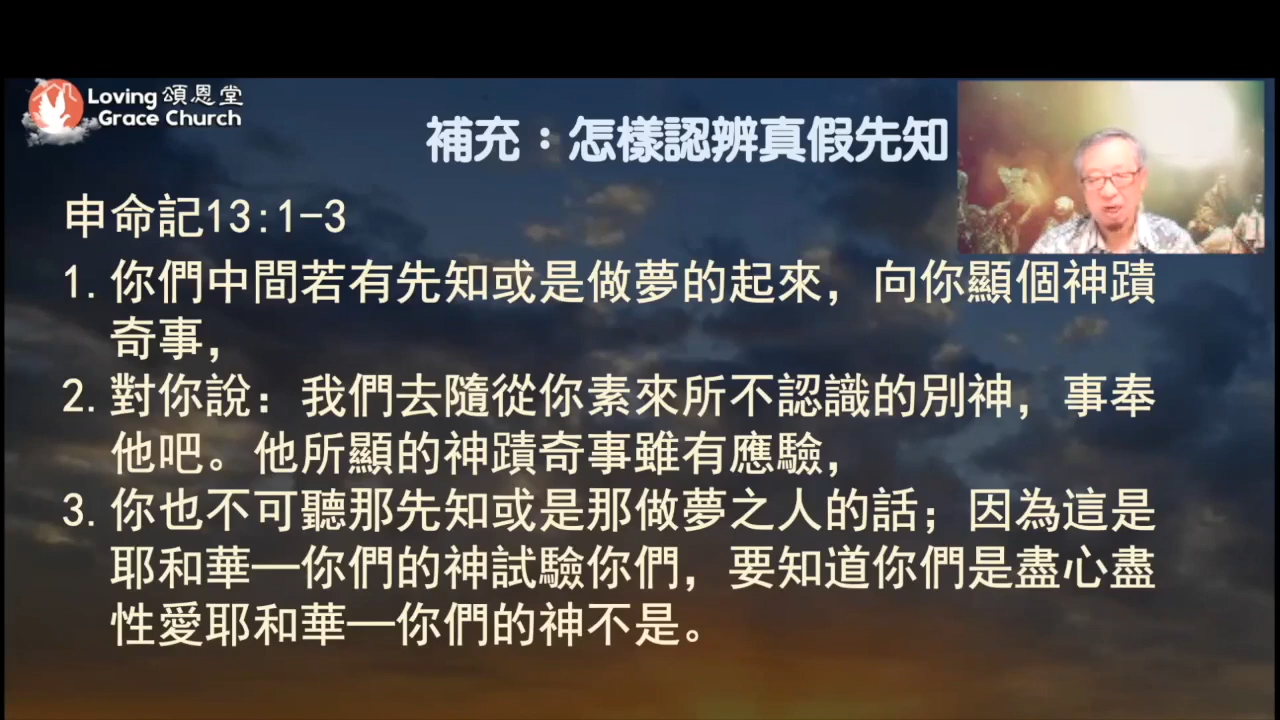 Loving 頌恩堂
Grace Church
補充：怎樣認辨真假先知
申命記13:1-3
1. 你們中間若有先知或是做夢的起來，向你顯個神蹟
奇事，
2. 對你說：我們去隨從你素來所不認識的別神，事奉
他吧。他所顯的神蹟奇事雖有應驗，
3. 你也不可聽那先知或是那做夢之人的話；因為這是
耶和華—你們的神試驗你們，要知道你們是盡心盡
性愛耶和華—你們的神不是。